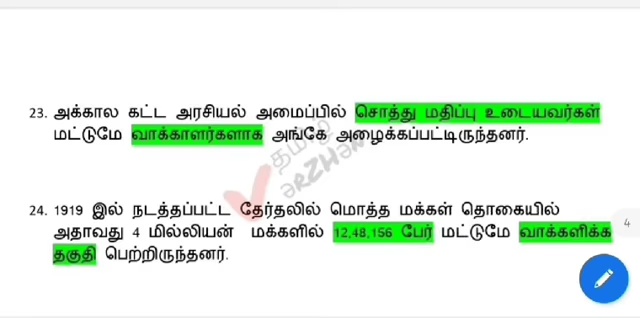 23. அக்கால கட்ட அரசியல் அமைப்பில் சொத்து மதிப்பு உடையவர்கள்
மட்டுமே வாக்காளர்களாக அங்கே அழைக்கப்பட்டிருந்தனர்.
தமிழ்
24. 1919 இல் நடத்தப்பட்ட தேர்தலில் மொத்த மக்கள் தொகையில்
அதாவது 4 மில்லியன் மக்களில் 12,48,156 பேர் மட்டுமே வாக்களிக்க
தகுதி பெற்றிருந்தனர்.
4